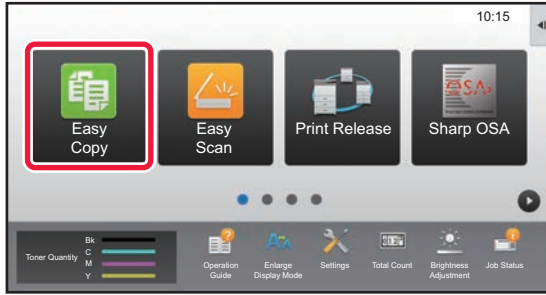 10:15
OSA
Easy
Copy
Easy
Scan
Print Release
Sharp OSA
Toner Quantity
Bk
C
M
Y
Operation
Guide
Enlarge
Display Mode
Settings
Total Count
Brightness
Adjustment
Job Status